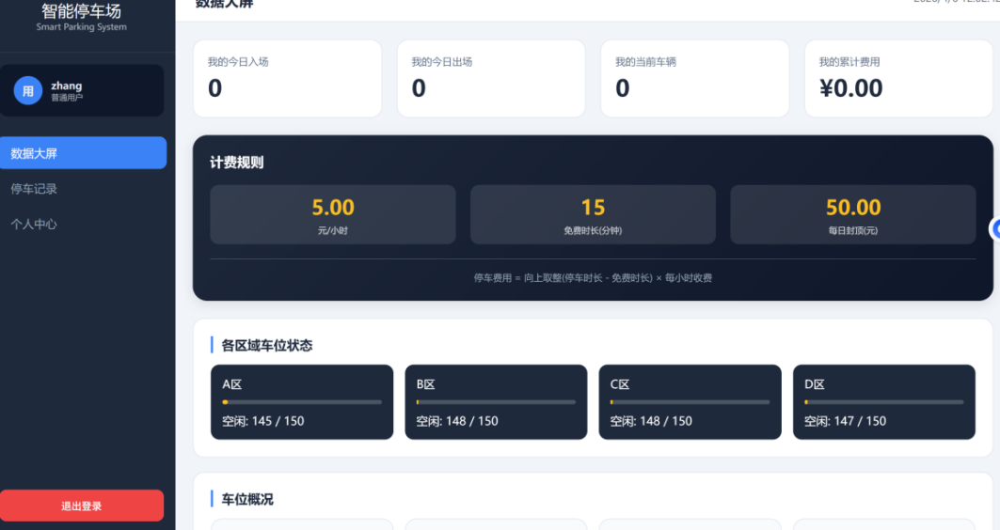 智能停车场
Smart Parking System
用
zhang
普通用户
数据大屏
停车记录
个人中心
退出登录
数据大屏
我的今日入场
0
我的今日出场
0
我的当前车辆
0
我的累计费用
¥0.00
计费规则
5.00
元/小时
15
免费时长(分钟)
50.00
每日封顶(元)
停车费用 = 向上取整(停车时长 - 免费时长) × 每小时收费
各区域车位状态
A区
空闲: 145 / 150
B区
空闲: 148 / 150
C区
空闲: 148 / 150
D区
空闲: 147 / 150
车位概况